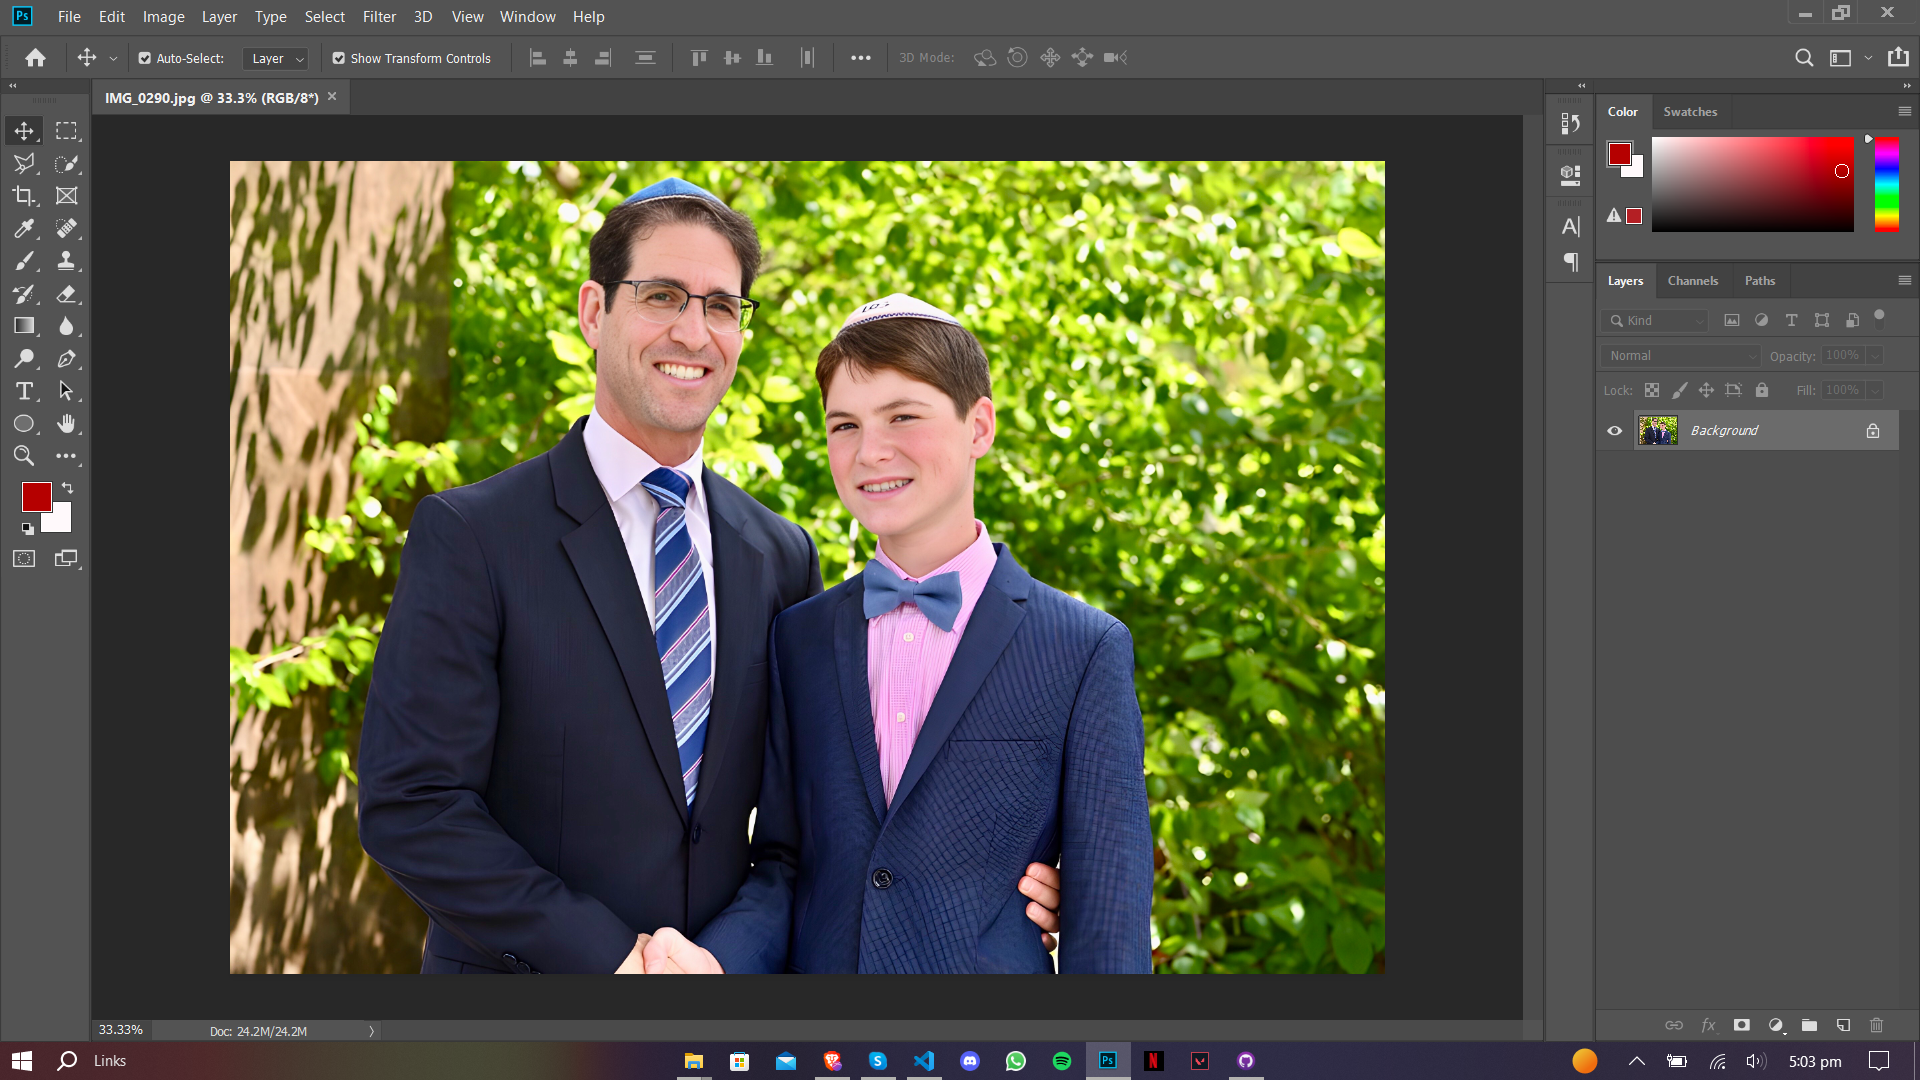 Ps File Edit Image Layer Type Select Filter 3D View Window Help
Auto-Select: Layer Show Transform Controls 3D Mode:
IMG_0290.jpg @ 33.3% (RGB/8*)
Color Swatches
Layers Channels Paths
Kind
Normal Opacity: 100%
Lock: Fill: 100%
Background
33.33% Doc: 24.2M/24.2M
fx
Links
5:03 pm